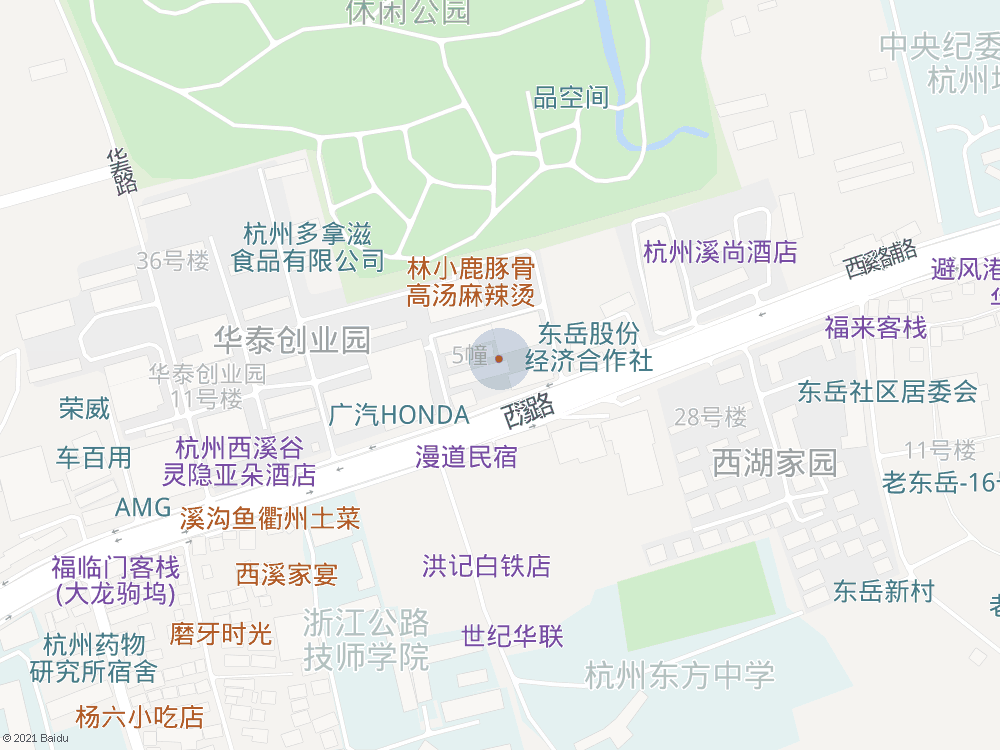 休闲公园
中央纪委
杭州培
品空间
华泰路
杭州多拿滋
食品有限公司
36号楼
杭州溪尚酒店
西溪路辅路
林小鹿豚骨
高汤麻辣烫
避风港
华
福来客栈
华泰创业园
东岳股份
经济合作社
5幢
华泰创业园
11号楼
东岳社区居委会
荣威
广汽HONDA
西溪路
28号楼
车百用
杭州西溪谷
灵隐亚朵酒店
漫道民宿
西湖家园
11号楼
老东岳-16号
AMG
溪沟鱼衢州土菜
福临门客栈
(大龙驹坞)
西溪家宴
洪记白铁店
东岳新村
老
浙江公路
技师学院
磨牙时光
世纪华联
杭州药物
研究所宿舍
杭州东方中学
杨六小吃店
© 2021 Baidu